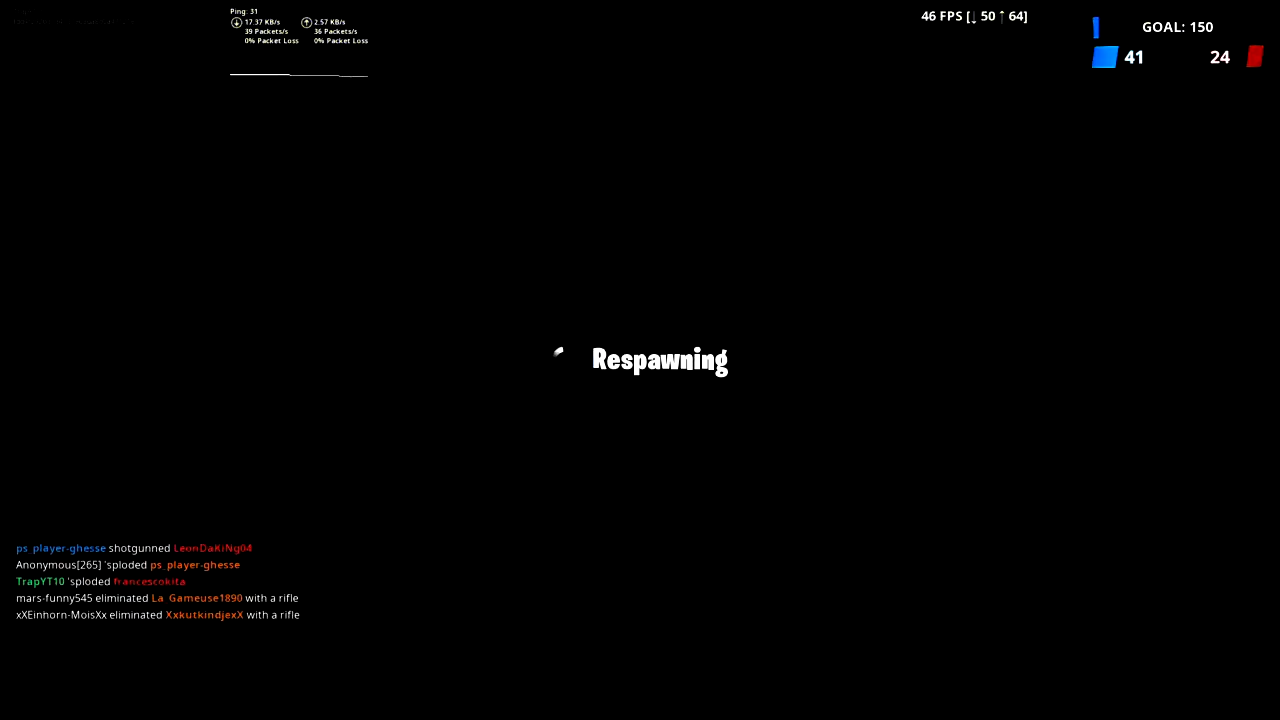 Ping: 31
17.37 KB/s 2.57 KB/s
39 Packets/s 36 Packets/s
0% Packet Loss 0% Packet Loss
46 FPS [↓ 50 ↑ 64]
GOAL: 150
41 24
Respawning
ps_player-ghesse shotgunned LeonDaKiNg04
Anonymous[265] 'sploded ps_player-ghesse
TrapYT10 'sploded francescokita
mars-funny545 eliminated La_Gameuse1890 with a rifle
xXEinhorn-MoisXx eliminated XxkutkindjexX with a rifle